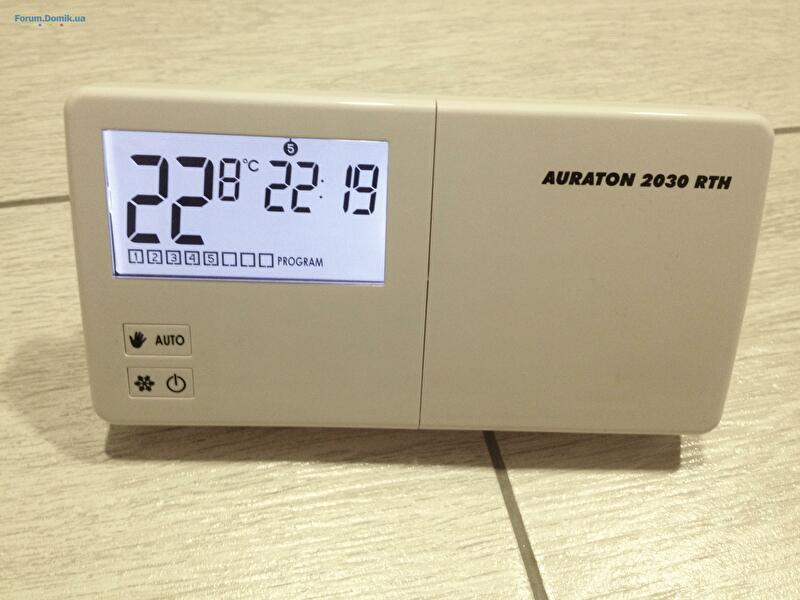 Forum.Domik.ua
5
22 8 °C 22:19
1 2 3 4 5 PROGRAM
AURATON 2030 RTH
AUTO